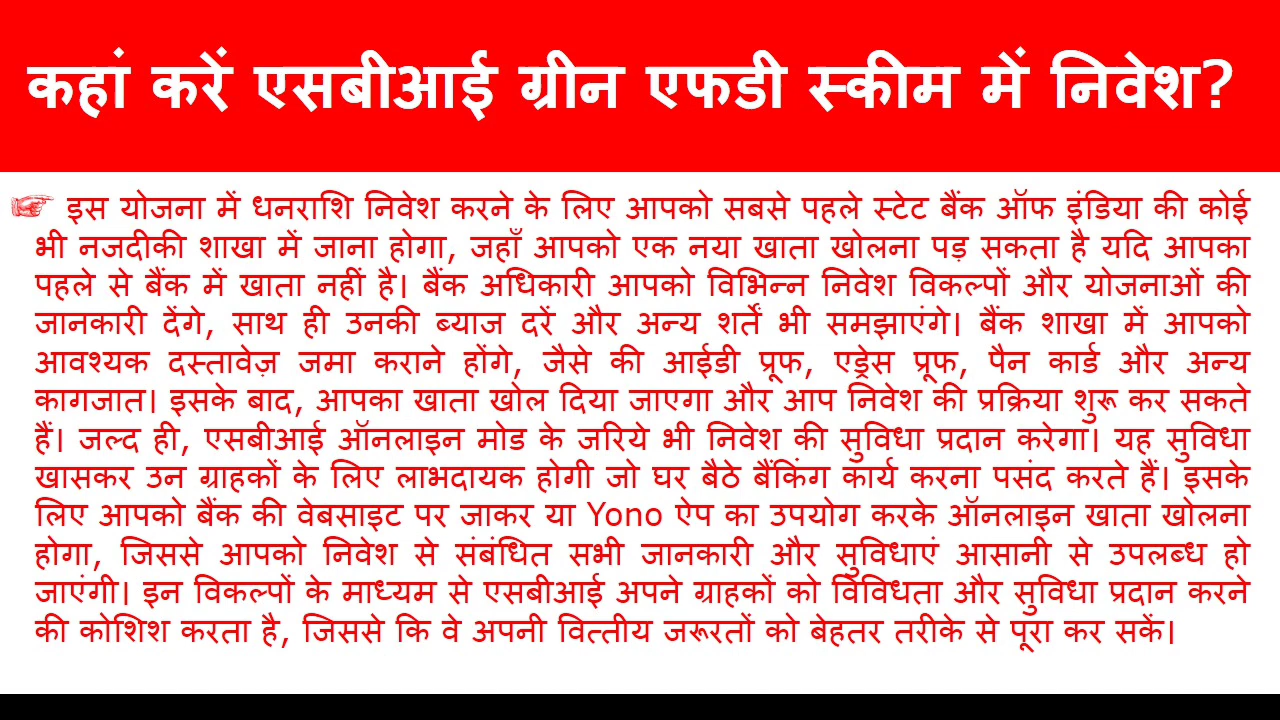 कहां करें एसबीआई ग्रीन एफडी स्कीम में निवेश?
इस योजना में धनराशि निवेश करने के लिए आपको सबसे पहले स्टेट बैंक ऑफ इंडिया की कोई
भी नजदीकी शाखा में जाना होगा, जहाँ आपको एक नया खाता खोलना पड़ सकता है यदि आपका
पहले से बैंक में खाता नहीं है। बैंक अधिकारी आपको विभिन्न निवेश विकल्पों और योजनाओं की
जानकारी देंगे, साथ ही उनकी ब्याज दरें और अन्य शर्तें भी समझाएंगे। बैंक शाखा में आपको
आवश्यक दस्तावेज़ जमा कराने होंगे, जैसे की आईडी प्रूफ, एड्रेस प्रूफ, पैन कार्ड और अन्य
कागजात। इसके बाद, आपका खाता खोल दिया जाएगा और आप निवेश की प्रक्रिया शुरू कर सकते
हैं। जल्द ही, एसबीआई ऑनलाइन मोड के जरिये भी निवेश की सुविधा प्रदान करेगा। यह सुविधा
खासकर उन ग्राहकों के लिए लाभदायक होगी जो घर बैठे बैंकिंग कार्य करना पसंद करते हैं। इसके
लिए आपको बैंक की वेबसाइट पर जाकर या Yono ऐप का उपयोग करके ऑनलाइन खाता खोलना
होगा, जिससे आपको निवेश से संबंधित सभी जानकारी और सुविधाएं आसानी से उपलब्ध हो
जाएंगी। इन विकल्पों के माध्यम से एसबीआई अपने ग्राहकों को विविधता और सुविधा प्रदान करने
की कोशिश करता है, जिससे कि वे अपनी वित्तीय जरूरतों को बेहतर तरीके से पूरा कर सकें।